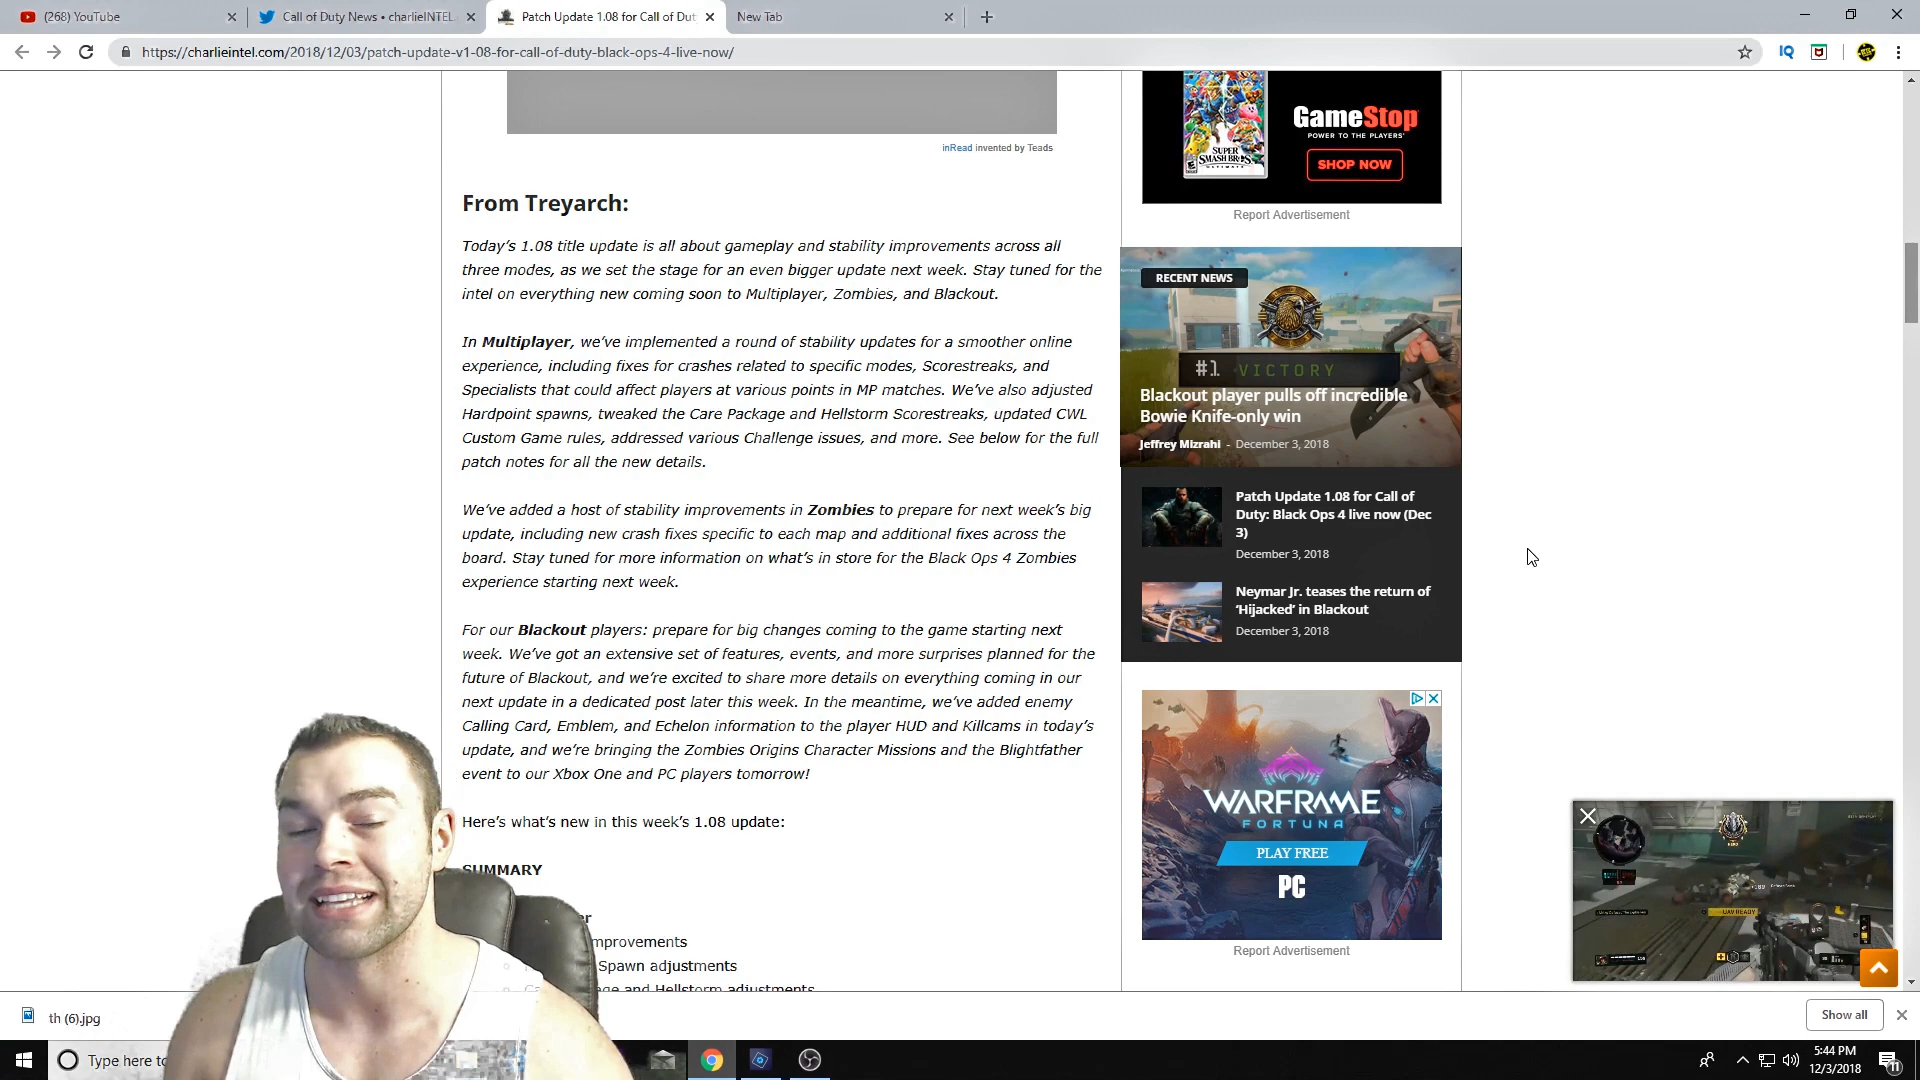 (268) YouTube
Call of Duty News • charlieINTEL
Patch Update 1.08 for Call of Dut
New Tab
https://charlieintel.com/2018/12/03/patch-update-v1-08-for-call-of-duty-black-ops-4-live-now/
inRead invented by Teads
From Treyarch:
Today's 1.08 title update is all about gameplay and stability improvements across all
three modes, as we set the stage for an even bigger update next week. Stay tuned for the
intel on everything new coming soon to Multiplayer, Zombies, and Blackout.
In Multiplayer, we've implemented a round of stability updates for a smoother online
experience, including fixes for crashes related to specific modes, Scorestreaks, and
Specialists that could affect players at various points in MP matches. We've also adjusted
Hardpoint spawns, tweaked the Care Package and Hellstorm Scorestreaks, updated CWL
Custom Game rules, addressed various Challenge issues, and more. See below for the full
patch notes for all the new details.
We've added a host of stability improvements in Zombies to prepare for next week's big
update, including new crash fixes specific to each map and additional fixes across the
board. Stay tuned for more information on what's in store for the Black Ops 4 Zombies
experience starting next week.
For our Blackout players: prepare for big changes coming to the game starting next
week. We've got an extensive set of features, events, and more surprises planned for the
future of Blackout, and we're excited to share more details on everything coming in our
next update in a dedicated post later this week. In the meantime, we've added enemy
Calling Card, Emblem, and Echelon information to the player HUD and Killcams in today's
update, and we're bringing the Zombies Origins Character Missions and the Blightfather
event to our Xbox One and PC players tomorrow!
Here's what's new in this week's 1.08 update:
SUMMARY
Spawn adjustments
and Hellstorm adjustments
SUPER
SMASH BROS.
ULTIMATE
GameStop
POWER TO THE PLAYERS
SHOP NOW
Report Advertisement
RECENT NEWS
#1 VICTORY
Blackout player pulls off incredible
Bowie Knife-only win
Jeffrey Mizrahi - December 3, 2018
Patch Update 1.08 for Call of
Duty: Black Ops 4 live now (Dec
3)
December 3, 2018
Neymar Jr. teases the return of
'Hijacked' in Blackout
December 3, 2018
WARFRAME
FORTUNA
PLAY FREE
PC
Report Advertisement
UAV READY
th (6).jpg
Show all
Type here to
5:44 PM
12/3/2018
11